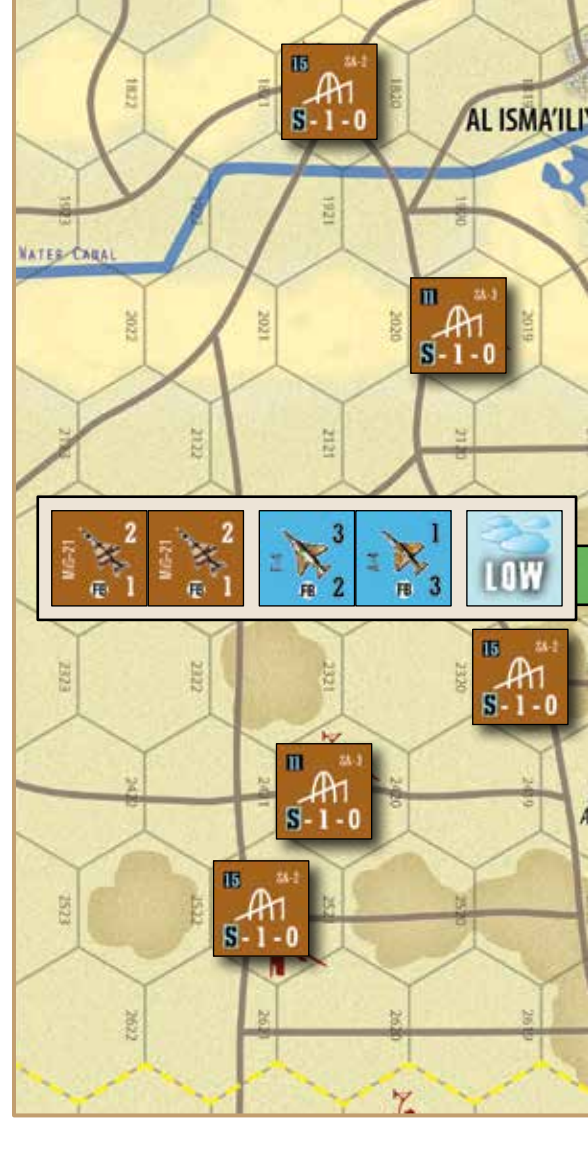 15 SA-2
S-1-0
1822
1820
AL ISMA'ILIY
1923
1921
1920
WATER CANAL
11 SA-3
S-1-0
2022
2021
2020
2019
2122
2121
2120
MiG-21 2 FB 1
MiG-21 2 FB 1
F-4 3 FB 2
A-4 1 FB 3
LOW
2323
2322
2321
2320
15 SA-2
S-1-0
11 SA-3
S-1-0
2420
2419
15 SA-2
S-1-0
2523
2522
2520
2622
2621
2620
2619